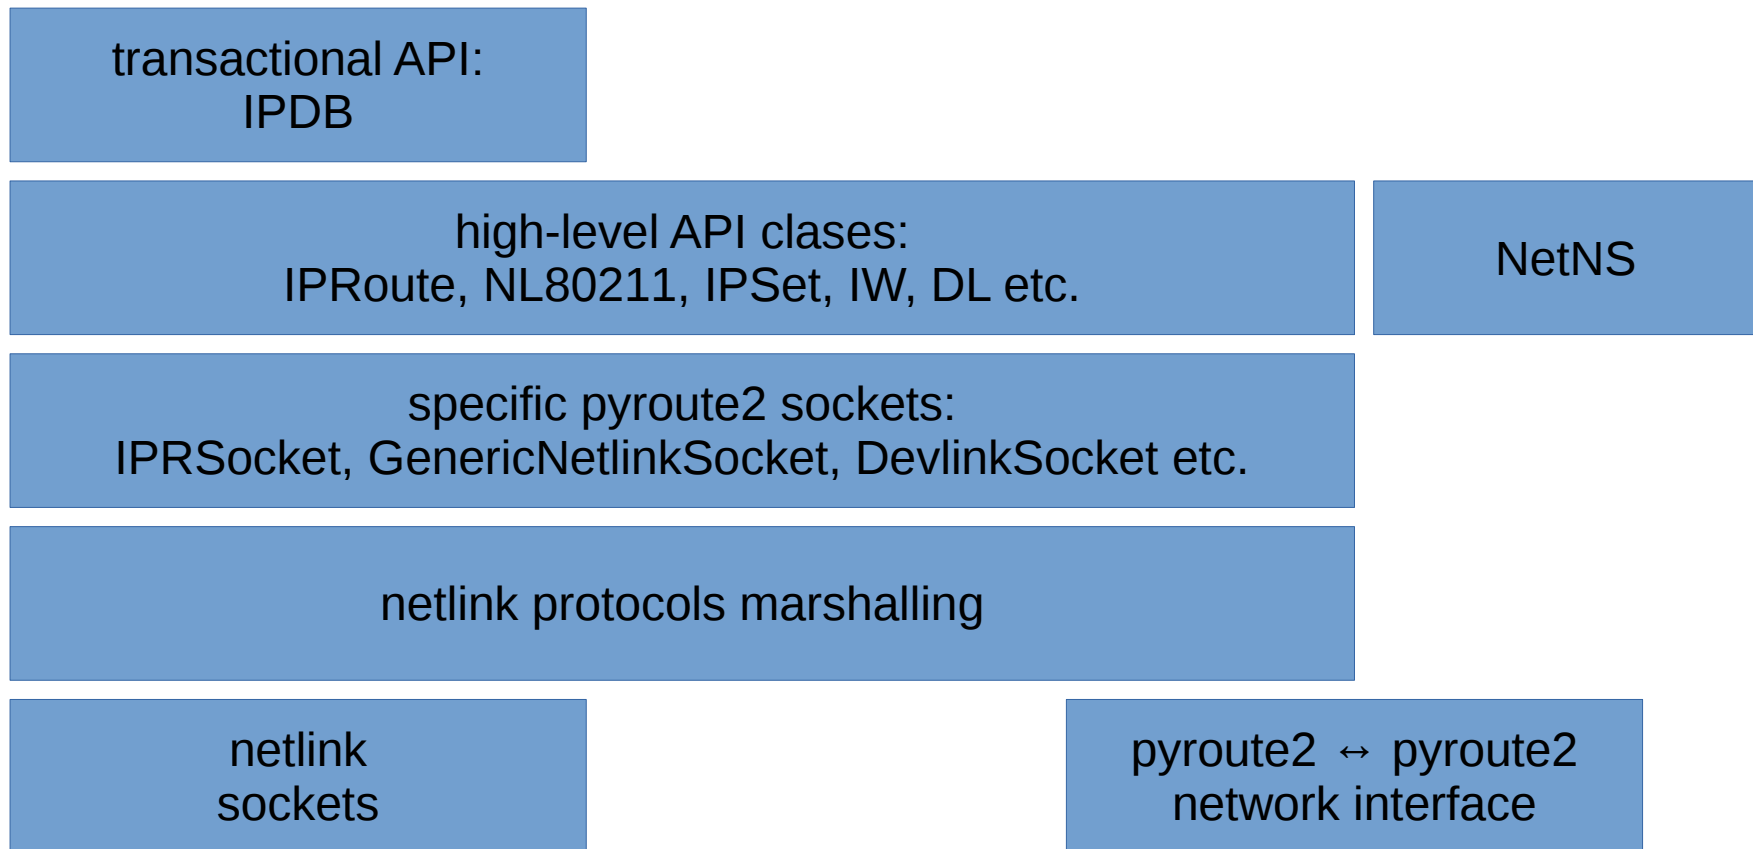 transactional API:
IPDB
high-level API clases:
IPRoute, NL80211, IPSet, IW, DL etc.
NetNS
specific pyroute2 sockets:
IPRSocket, GenericNetlinkSocket, DevlinkSocket etc.
netlink protocols marshalling
netlink
sockets
pyroute2 ↔ pyroute2
network interface